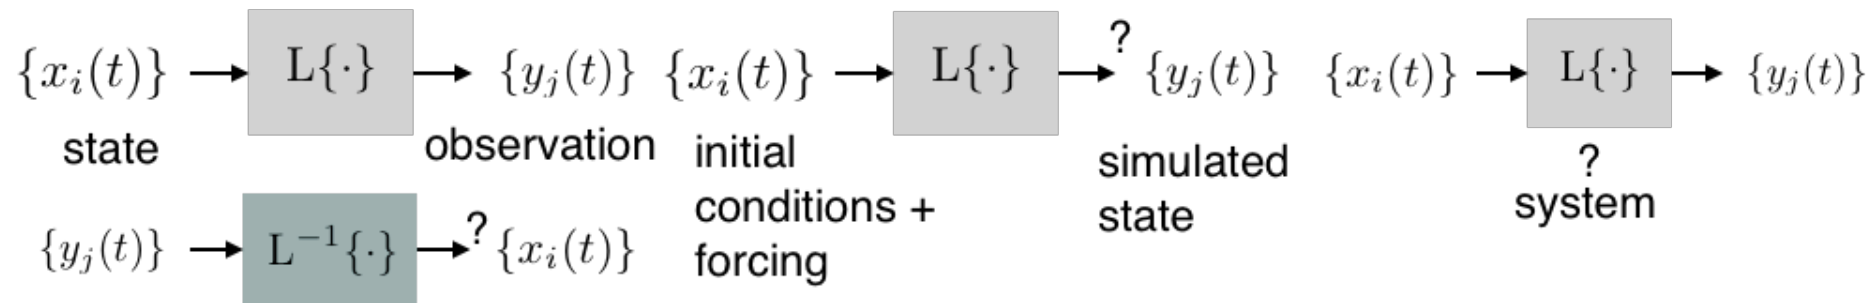 {x_i(t)} L{·} {y_j(t)} {x_i(t)} L{·} ? {y_j(t)} {x_i(t)} L{·} {y_j(t)}
state observation initial conditions + forcing simulated state ? system
{y_j(t)} L^{-1}{·} ? {x_i(t)}